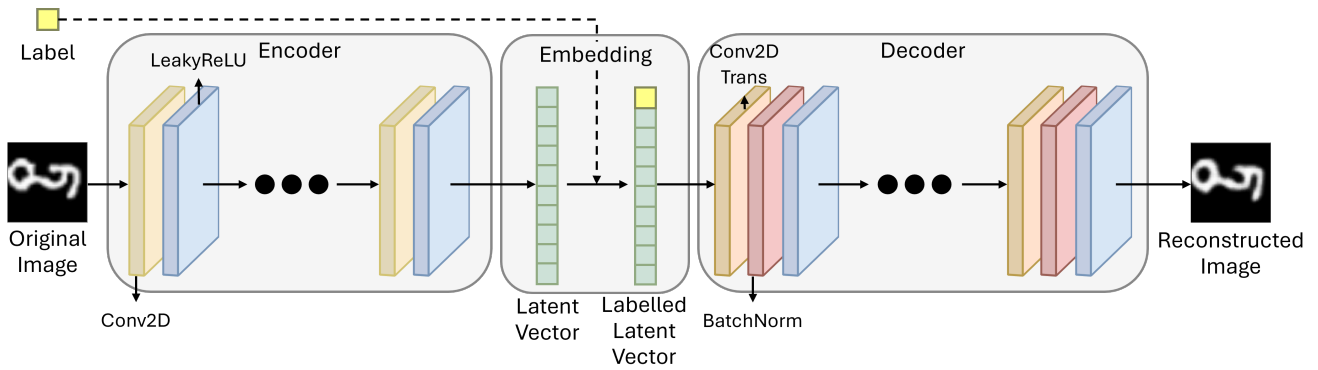 Label
Encoder
LeakyReLU
Conv2D
Original
Image
Embedding
Latent
Vector
Labelled
Latent
Vector
Decoder
Conv2D
Trans
BatchNorm
Reconstructed
Image